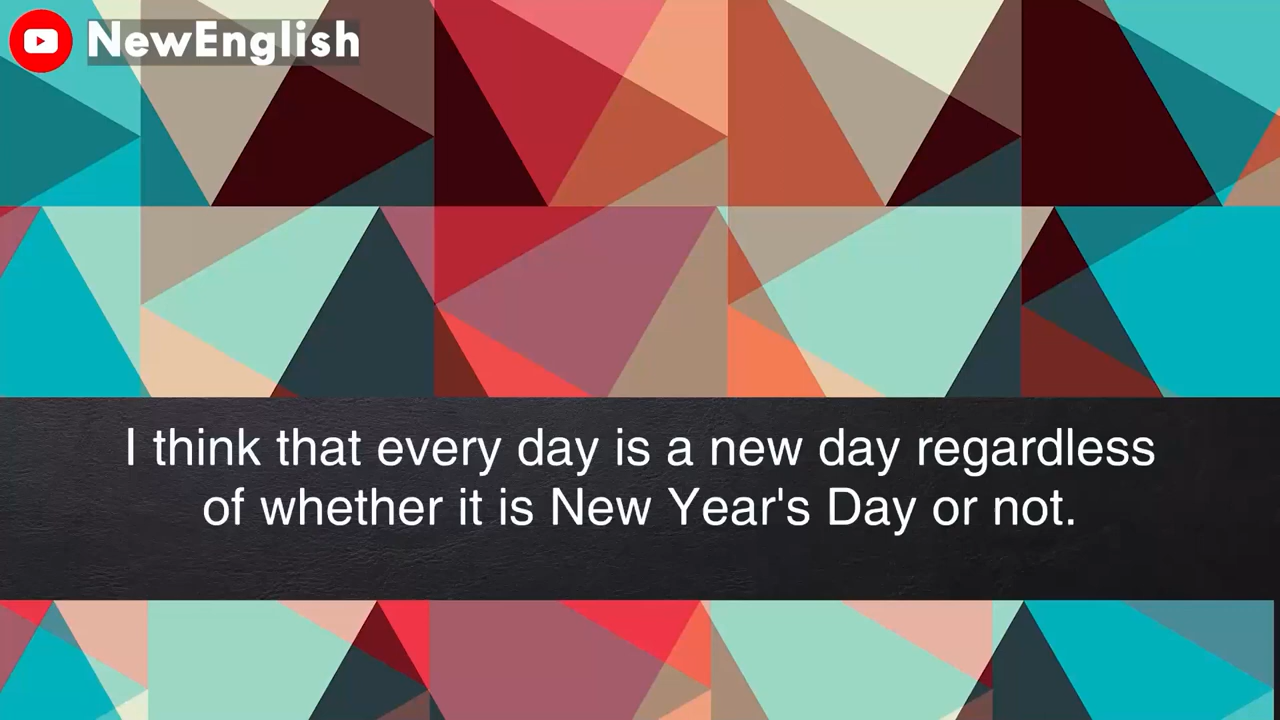 NewEnglish
I think that every day is a new day regardless
of whether it is New Year's Day or not.